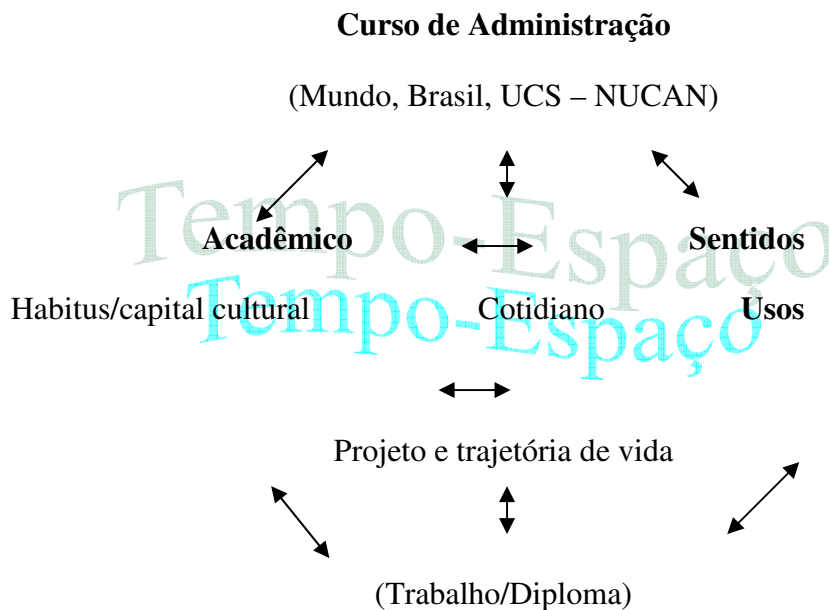 Curso de Administração
(Mundo, Brasil, UCS – NUCAN)
Tempo-Espaço
Acadêmico
Sentidos
Habitus/capital cultural
Cotidiano
Usos
Tempo-Espaço
Projeto e trajetória de vida
(Trabalho/Diploma)